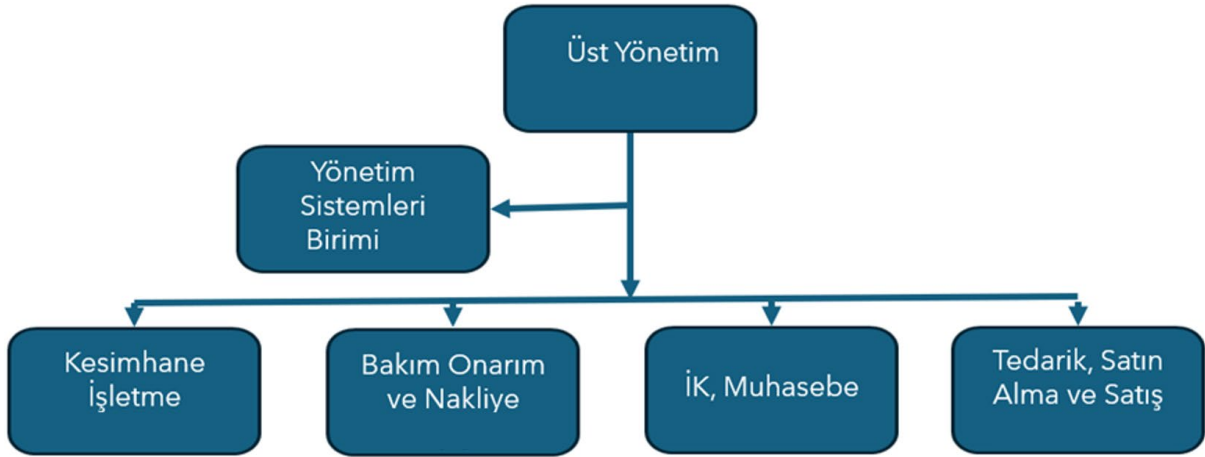 Üst Yönetim
Yönetim
Sistemleri
Birimi
Kesimhane
İşletme
Bakım Onarım
ve Nakliye
İK, Muhasebe
Tedarik, Satın
Alma ve Satış